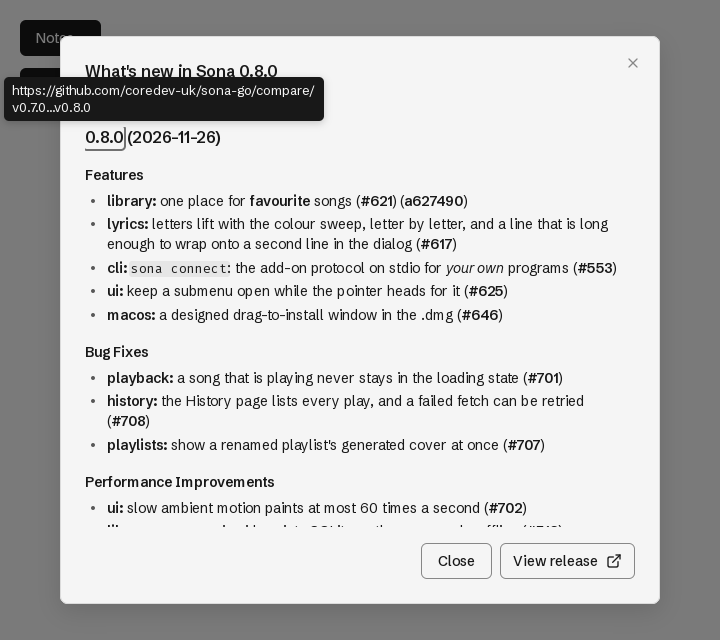 What's new in Sona 0.8.0
https://github.com/coredev-uk/sona-go/compare/
v0.7.0...v0.8.0
0.8.0 (2026-11-26)
Features
• library: one place for favourite songs (#621) (a627490)
• lyrics: letters lift with the colour sweep, letter by letter, and a line that is long
enough to wrap onto a second line in the dialog (#617)
• cli: sona connect: the add-on protocol on stdio for your own programs (#553)
• ui: keep a submenu open while the pointer heads for it (#625)
• macos: a designed drag-to-install window in the .dmg (#646)
Bug Fixes
• playback: a song that is playing never stays in the loading state (#701)
• history: the History page lists every play, and a failed fetch can be retried
(#708)
• playlists: show a renamed playlist's generated cover at once (#707)
Performance Improvements
• ui: slow ambient motion paints at most 60 times a second (#702)
Close
View release